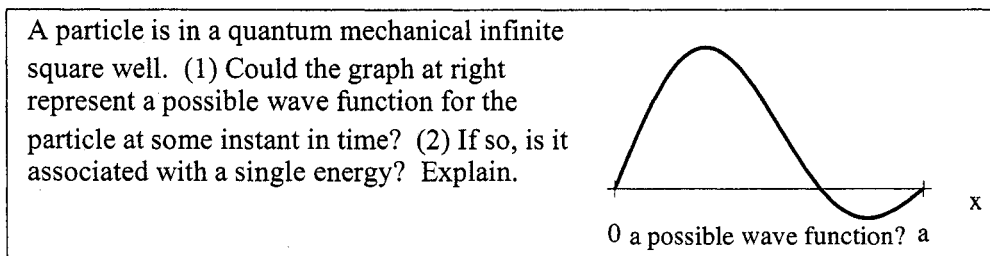 A particle is in a quantum mechanical infinite
square well. (1) Could the graph at right
represent a possible wave function for the
particle at some instant in time? (2) If so, is it
associated with a single energy? Explain.
x
0 a possible wave function? a